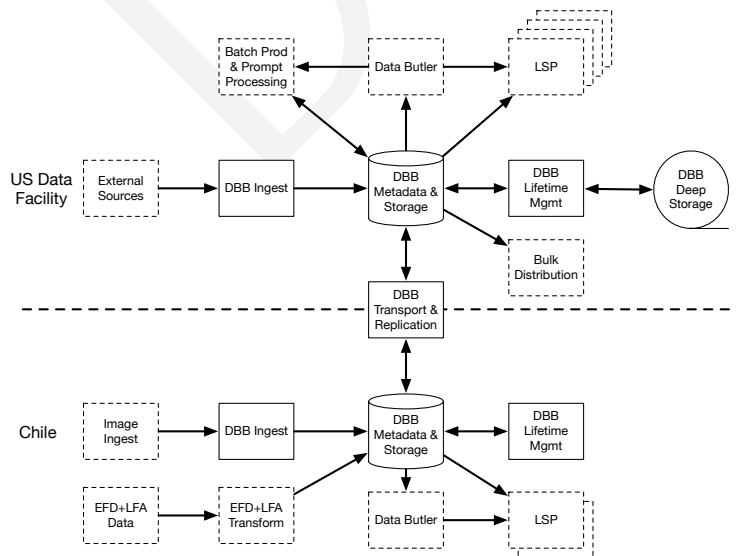 Batch Prod
& Prompt
Processing
Data Butler
LSP
US Data
Facility
External
Sources
DBB Ingest
DBB
Metadata &
Storage
DBB
Lifetime
Mgmt
DBB
Deep
Storage
Bulk
Distribution
DBB
Transport &
Replication
Chile
Image
Ingest
DBB Ingest
DBB
Metadata &
Storage
DBB
Lifetime
Mgmt
EFD+LFA
Data
EFD+LFA
Transform
Data Butler
LSP